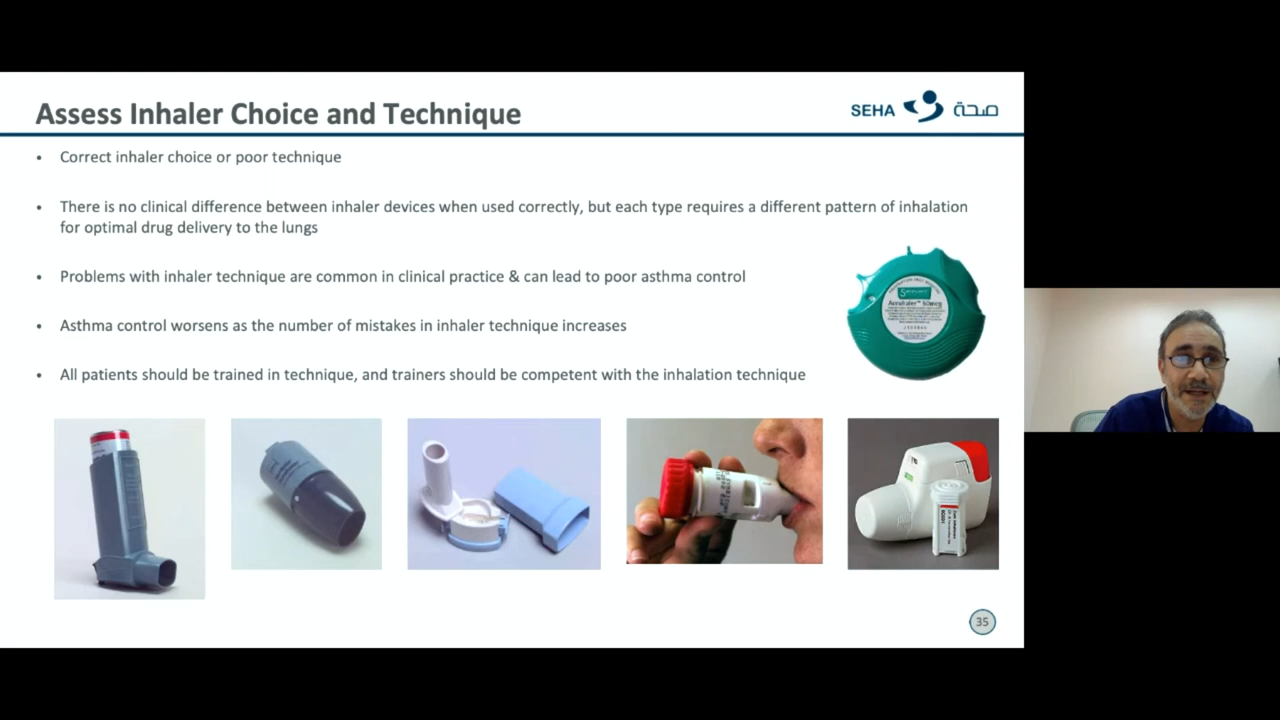 Assess Inhaler Choice and Technique
SEHA صحة
• Correct inhaler choice or poor technique
• There is no clinical difference between inhaler devices when used correctly, but each type requires a different pattern of inhalation
for optimal drug delivery to the lungs
• Problems with inhaler technique are common in clinical practice & can lead to poor asthma control
• Asthma control worsens as the number of mistakes in inhaler technique increases
• All patients should be trained in technique, and trainers should be competent with the inhalation technique
Accuhaler™ 50mcg
35